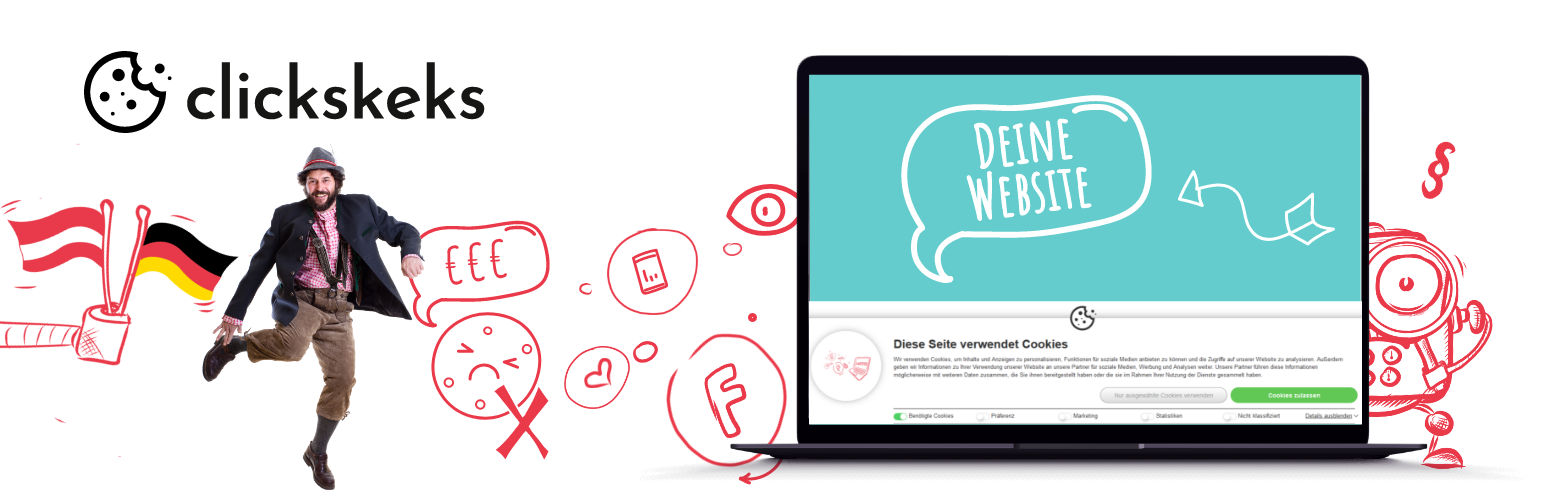 clickskeks
€€€
DEINE
WEBSITE
F
§
Diese Seite verwendet Cookies
Wir verwenden Cookies, um Inhalte und Anzeigen zu personalisieren, Funktionen für soziale Medien anbieten zu können und die Zugriffe auf unserer Website zu analysieren. Außerdem
geben wir Informationen zu Ihrer Verwendung unserer Website an unsere Partner für soziale Medien, Werbung und Analysen weiter. Unsere Partner führen diese Informationen
möglicherweise mit weiteren Daten zusammen, die Sie ihnen bereitgestellt haben oder die sie im Rahmen Ihrer Nutzung der Dienste gesammelt haben.
Nur ausgewählte Cookies verwenden
Cookies zulassen
Benötigte Cookies
Präferenz
Marketing
Statistiken
Nicht klassifiziert
Details ausblenden